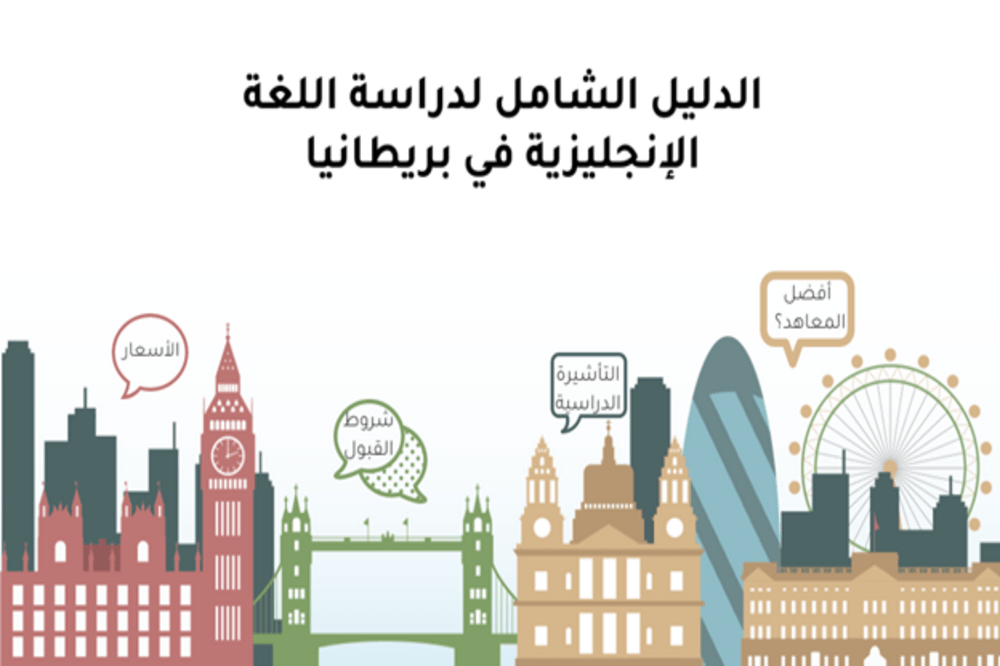 الدليل الشامل لدراسة اللغة
الإنجليزية في بريطانيا
أفضل
المعاهد؟
التأشيرة
الدراسية
شروط
القبول
الأسعار